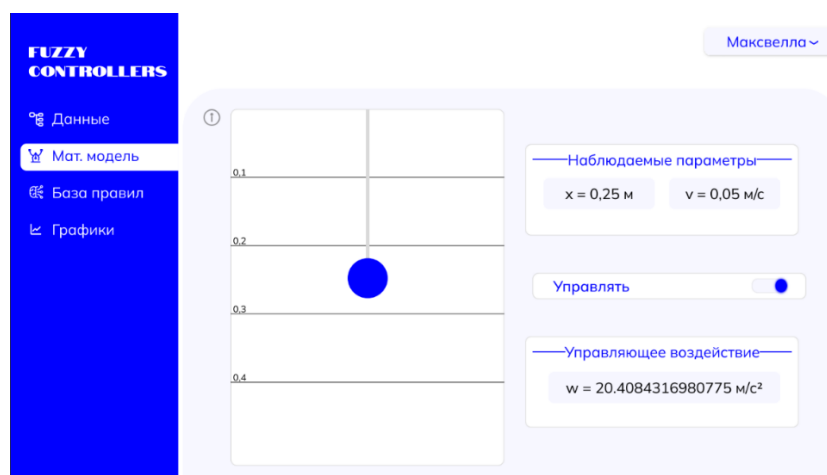 FUZZY
CONTROLLERS
Максвелла
Данные
Мат. модель
База правил
Графики
0,1
0,2
0,3
0,4
Наблюдаемые параметры
x = 0,25 м
v = 0,05 м/с
Управлять
Управляющее воздействие
w = 20.4084316980775 м/с²